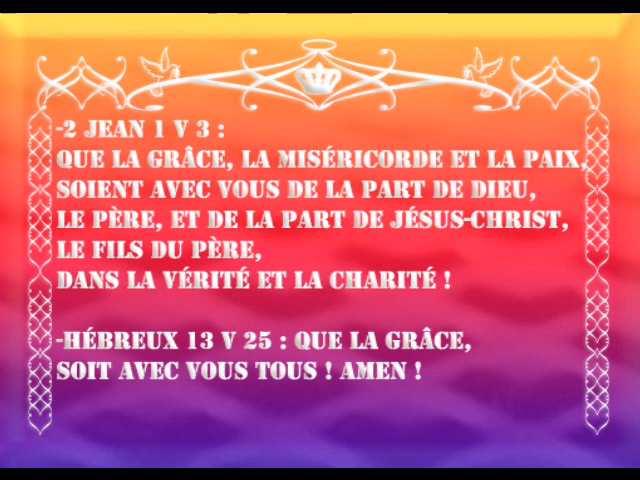 -2 JEAN 1 V 3 :
QUE LA GRÂCE, LA MISÉRICORDE ET LA PAIX,
SOIENT AVEC VOUS DE LA PART DE DIEU,
LE PÈRE, ET DE LA PART DE JÉSUS-CHRIST,
LE FILS DU PÈRE,
DANS LA VÉRITÉ ET LA CHARITÉ !
-HÉBREUX 13 V 25 : QUE LA GRÂCE,
SOIT AVEC VOUS TOUS ! AMEN !